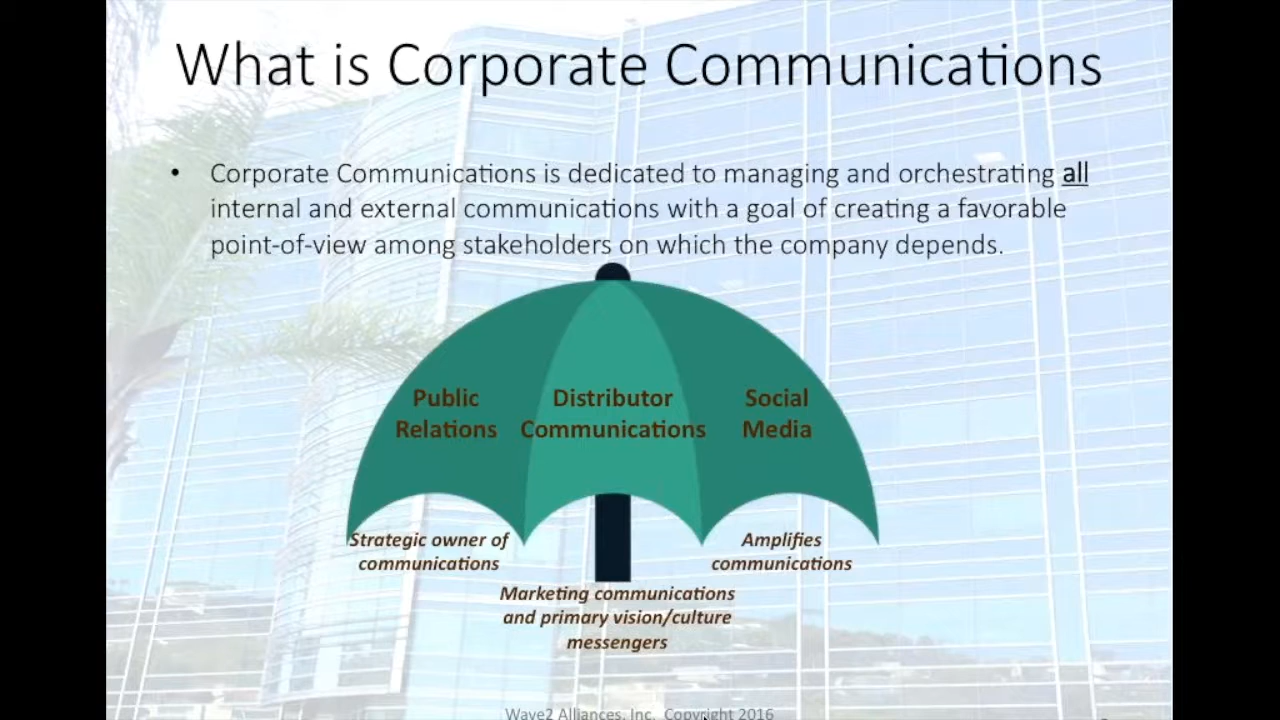 What is Corporate Communications
• Corporate Communications is dedicated to managing and orchestrating all
internal and external communications with a goal of creating a favorable
point-of-view among stakeholders on which the company depends.
Public
Relations
Distributor
Communications
Social
Media
Strategic owner of
communications
Amplifies
communications
Marketing communications
and primary vision/culture
messengers
Wave2 Alliances, Inc. Copyright 2016